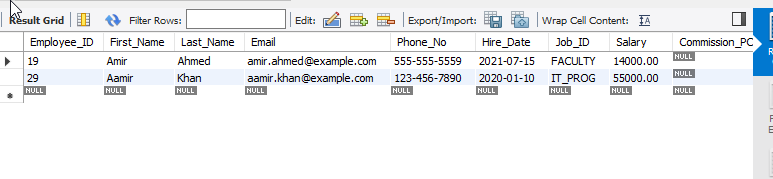 Result Grid Filter Rows: Edit: Export/Import: Wrap Cell Content: IA
Employee_ID First_Name Last_Name Email Phone_No Hire_Date Job_ID Salary Commission_PC
19 Amir Ahmed amir.ahmed@example.com 555-555-5559 2021-07-15 FACULTY 14000.00 NULL
29 Aamir Khan aamir.khan@example.com 123-456-7890 2020-01-10 IT_PROG 55000.00 NULL
NULL NULL NULL NULL NULL NULL NULL NULL NULL